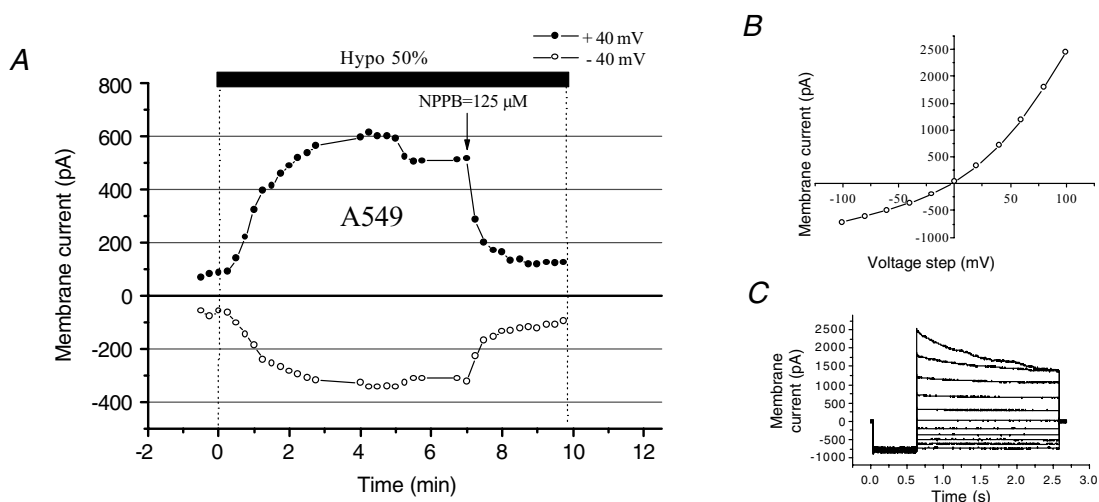 A
+ 40 mV
- 40 mV
Hypo 50%
NPPB=125 μM
A549
Membrane current (pA)
800
600
400
200
0
-200
-400
-2 0 2 4 6 8 10 12
Time (min)
B
Membrane current (pA)
2500
2000
1500
1000
500
-500
-1000
-100 -50 0 50 100
Voltage step (mV)
C
Membrane
current (pA)
2500
2000
1500
1000
500
0
-500
-1000
0.0 0.5 1.0 1.5 2.0 2.5 3.0
Time (s)